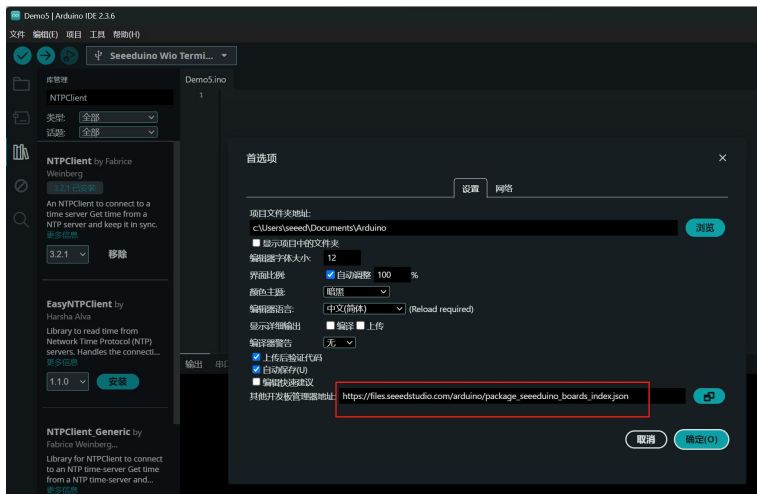 Demo5 | Arduino IDE 2.3.6
文件 编辑(E) 项目 工具 帮助(H)
Seeeduino Wio Termi...
库管理
NTPClient
类型: 全部
话题: 全部
NTPClient by Fabrice
Weinberg
3.2.1 已安装
An NTPClient to connect to a
time server Get time from a
NTP server and keep it in sync.
更多信息
3.2.1 移除
EasyNTPClient by
Harsha Alva
Library to read time from
Network Time Protocol (NTP)
servers. Handles the connecti...
更多信息
1.1.0 安装
NTPClient_Generic by
Fabrice Weinberg...
Library for NTPClient to connect
to an NTP time-server Get time
from a NTP time-server and...
更多信息
Demo5.ino
1
输出 串口
首选项
设置 网络
项目文件夹地址:
c:\Users\seeed\Documents\Arduino 浏览
显示项目中的文件夹
编辑器字体大小: 12
界面比例: 自动调整 100 %
颜色主题: 暗黑
编辑器语言: 中文(简体) (Reload required)
显示详细输出 编译 上传
编译器警告 无
上传后验证代码
自动保存(U)
编辑快速建议
其他开发板管理器地址: https://files.seeedstudio.com/arduino/package_seeeduino_boards_index.json
取消 确定(O)